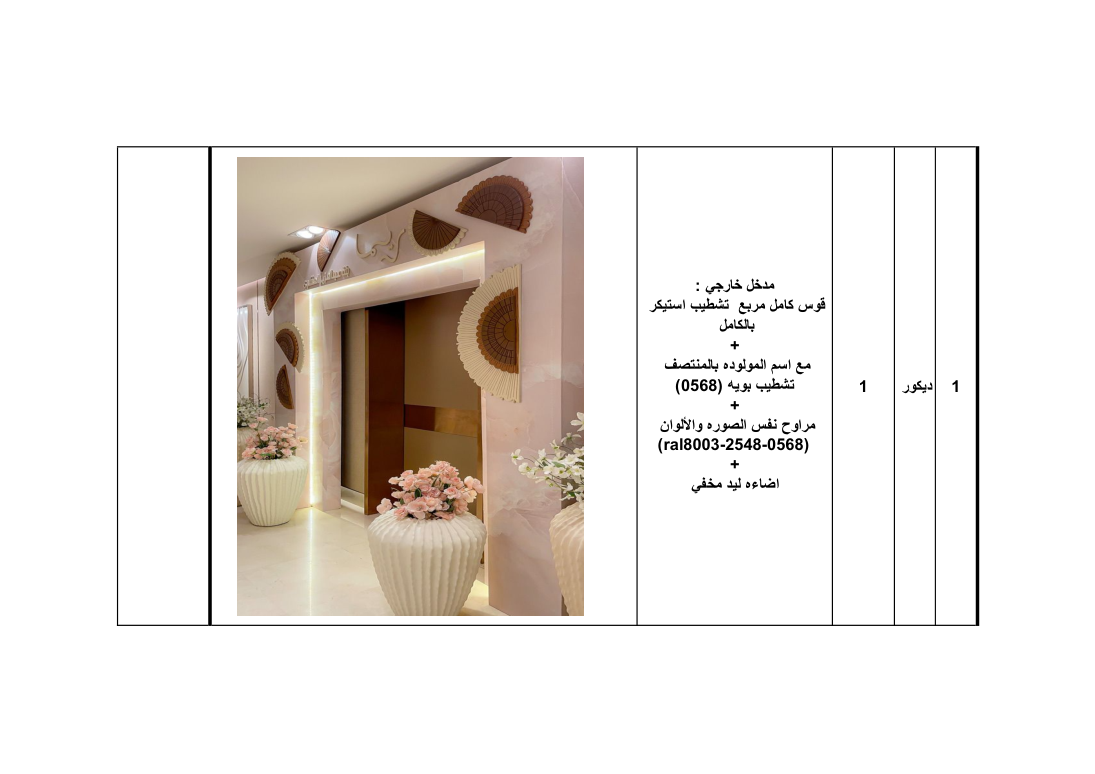 1
ديكور
1
مدخل خارجي :
قوس كامل مربع تشطيب استيكر
بالكامل
+
مع اسم المولوده بالمنتصف
تشطيب بويه (0568)
+
مراوح نفس الصوره والألوان
(ral8003-2548-0568)
+
اضاءه ليد مخفي
ريما